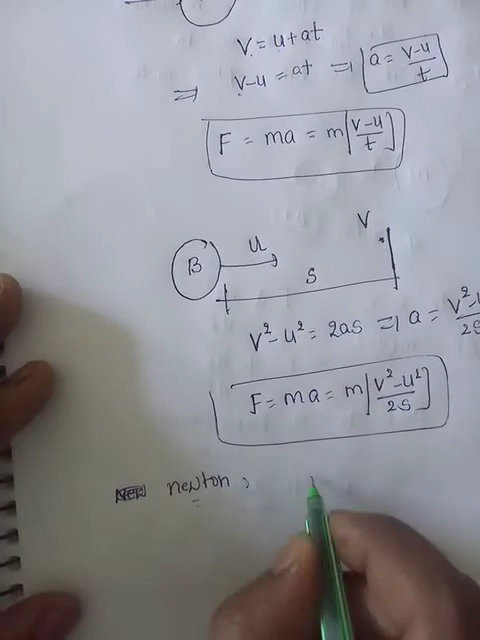 V = u + at
⇒ V-u = at ⇒ a = V-u/t
F = ma = m[V-u/t]
V
u
B
S
V² - u² = 2as ⇒ a = V² - u
F = ma = m[V² - u²/2S]
newton,